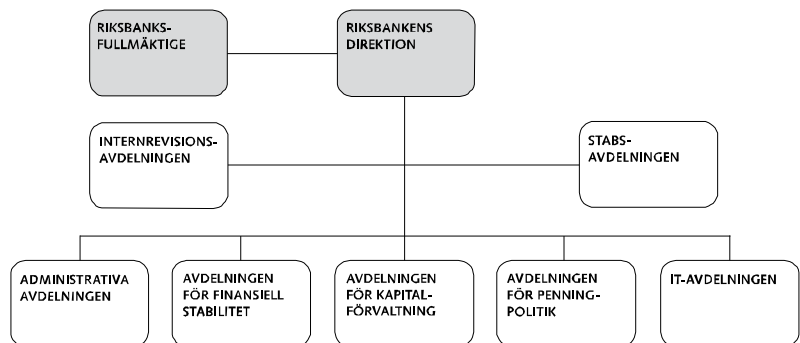 RIKSBANKS-
FULLMÄKTIGE
RIKSBANKENS
DIREKTION
INTERNREVISIONS-
AVDELNINGEN
STABS-
AVDELNINGEN
ADMINISTRATIVA
AVDELNINGEN
AVDELNINGEN
FÖR FINANSIELL
STABILITET
AVDELNINGEN
FÖR KAPITAL-
FÖRVALTNING
AVDELNINGEN
FÖR PENNING-
POLITIK
IT-AVDELNINGEN